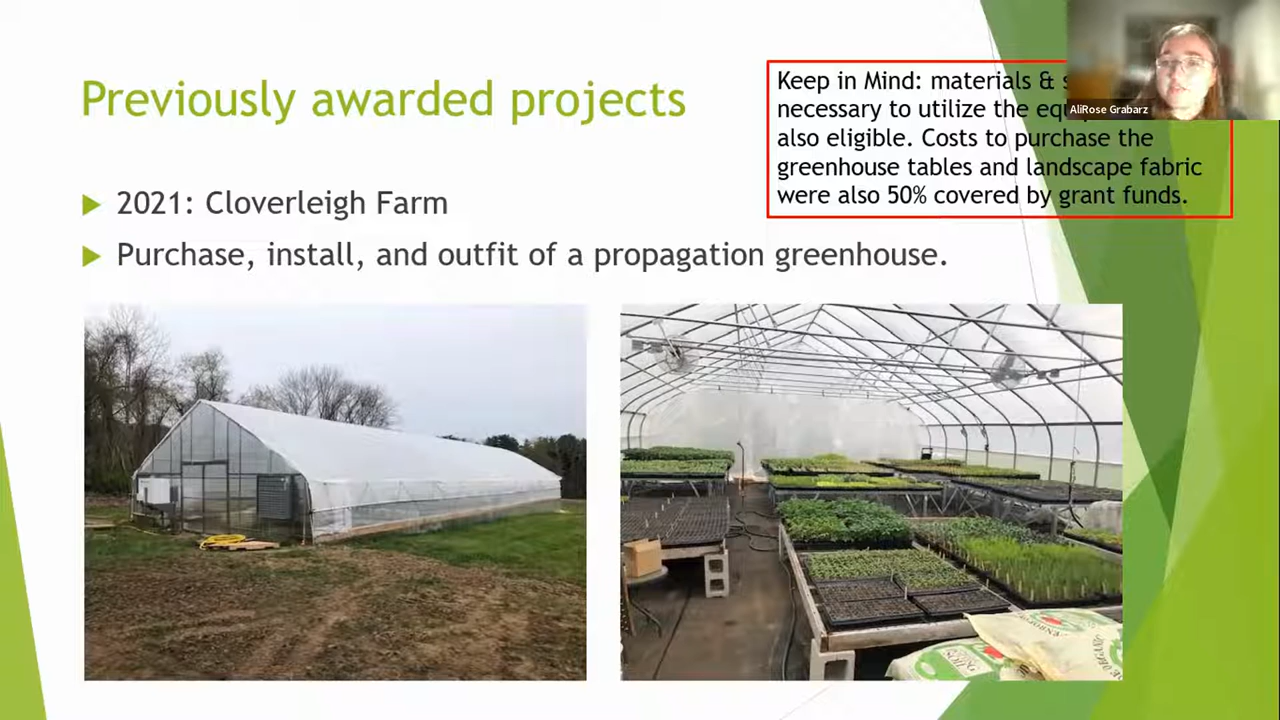 Previously awarded projects
Keep in Mind: materials &
necessary to utilize the
also eligible. Costs to purchase the
greenhouse tables and landscape fabric
were also 50% covered by grant funds.
AliRose Grabarz
2021: Cloverleigh Farm
Purchase, install, and outfit of a propagation greenhouse.